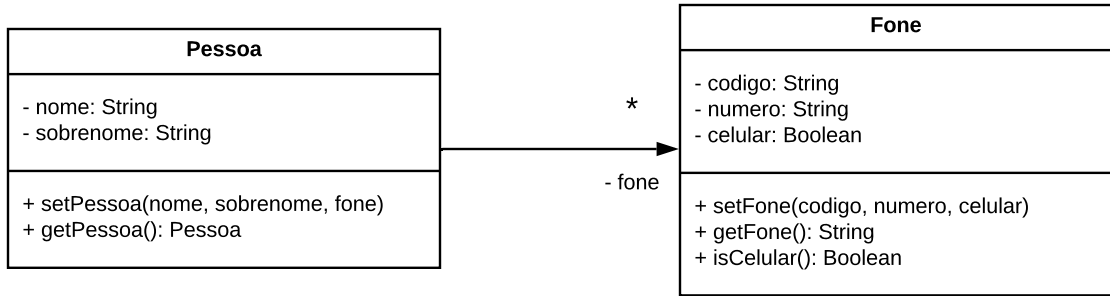 Pessoa
- nome: String
- sobrenome: String
+ setPessoa(nome, sobrenome, fone)
+ getPessoa(): Pessoa
*
- fone
Fone
- codigo: String
- numero: String
- celular: Boolean
+ setFone(codigo, numero, celular)
+ getFone(): String
+ isCelular(): Boolean